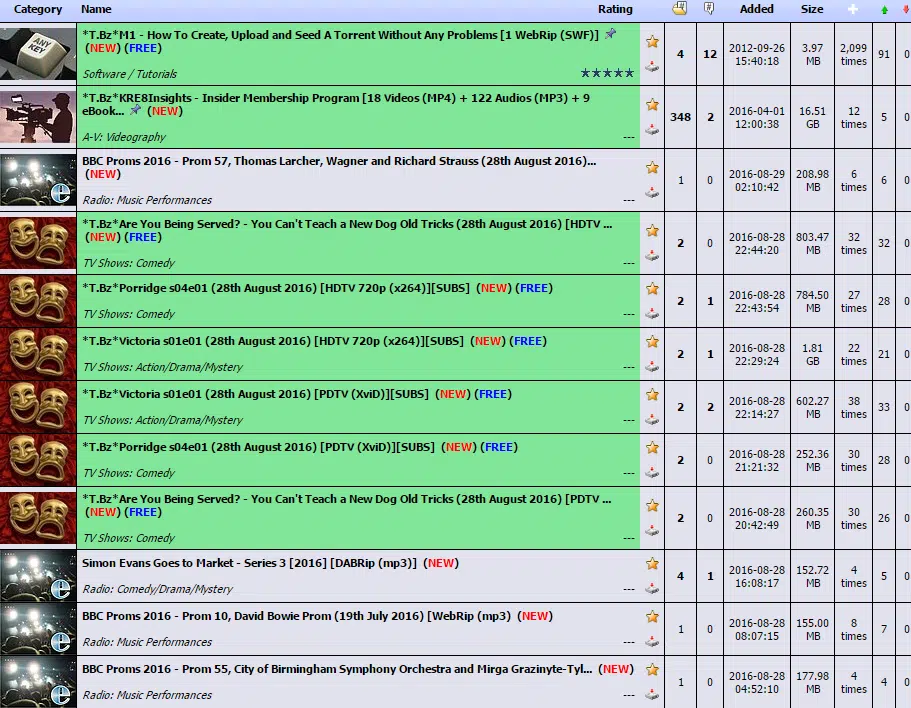 Category Name Rating Added Size
ANY KEY
*T.Bz*M1 - How To Create, Upload and Seed A Torrent Without Any Problems [1 WebRip (SWF)]
(NEW) (FREE)
Software / Tutorials
4 12 2012-09-26 15:40:18 3.97 MB 2,099 times 91 0
*T.Bz*KRE8Insights - Insider Membership Program [18 Videos (MP4) + 122 Audios (MP3) + 9
eBook... (NEW)
A-V: Videography ---
348 2 2016-04-01 12:00:38 16.51 GB 12 times 5 0
BBC Proms 2016 - Prom 57, Thomas Larcher, Wagner and Richard Strauss (28th August 2016)...
(NEW)
Radio: Music Performances ---
1 0 2016-08-29 02:10:42 208.98 MB 6 times 6 0
*T.Bz*Are You Being Served? - You Can't Teach a New Dog Old Tricks (28th August 2016) [HDTV ...
(NEW) (FREE)
TV Shows: Comedy ---
2 0 2016-08-28 22:44:20 803.47 MB 32 times 32 0
*T.Bz*Porridge s04e01 (28th August 2016) [HDTV 720p (x264)][SUBS] (NEW) (FREE)
TV Shows: Comedy ---
2 1 2016-08-28 22:43:54 784.50 MB 27 times 28 0
*T.Bz*Victoria s01e01 (28th August 2016) [HDTV 720p (x264)][SUBS] (NEW) (FREE)
TV Shows: Action/Drama/Mystery ---
2 1 2016-08-28 22:29:24 1.81 GB 22 times 21 0
*T.Bz*Victoria s01e01 (28th August 2016) [PDTV (XviD)][SUBS] (NEW) (FREE)
TV Shows: Action/Drama/Mystery ---
2 2 2016-08-28 22:14:27 602.27 MB 38 times 33 0
*T.Bz*Porridge s04e01 (28th August 2016) [PDTV (XviD)][SUBS] (NEW) (FREE)
TV Shows: Comedy ---
2 0 2016-08-28 21:21:32 252.36 MB 30 times 28 0
*T.Bz*Are You Being Served? - You Can't Teach a New Dog Old Tricks (28th August 2016) [PDTV ...
(NEW) (FREE)
TV Shows: Comedy ---
2 0 2016-08-28 20:42:49 260.35 MB 30 times 26 0
Simon Evans Goes to Market - Series 3 [2016] [DABRip (mp3)] (NEW)
Radio: Comedy/Drama/Mystery ---
4 1 2016-08-28 16:08:17 152.72 MB 4 times 5 0
BBC Proms 2016 - Prom 10, David Bowie Prom (19th July 2016) [WebRip (mp3) (NEW)
Radio: Music Performances ---
1 0 2016-08-28 08:07:15 155.00 MB 8 times 7 0
BBC Proms 2016 - Prom 55, City of Birmingham Symphony Orchestra and Mirga Grazinyte-Tyl... (NEW)
Radio: Music Performances ---
1 0 2016-08-28 04:52:10 177.98 MB 4 times 4 0